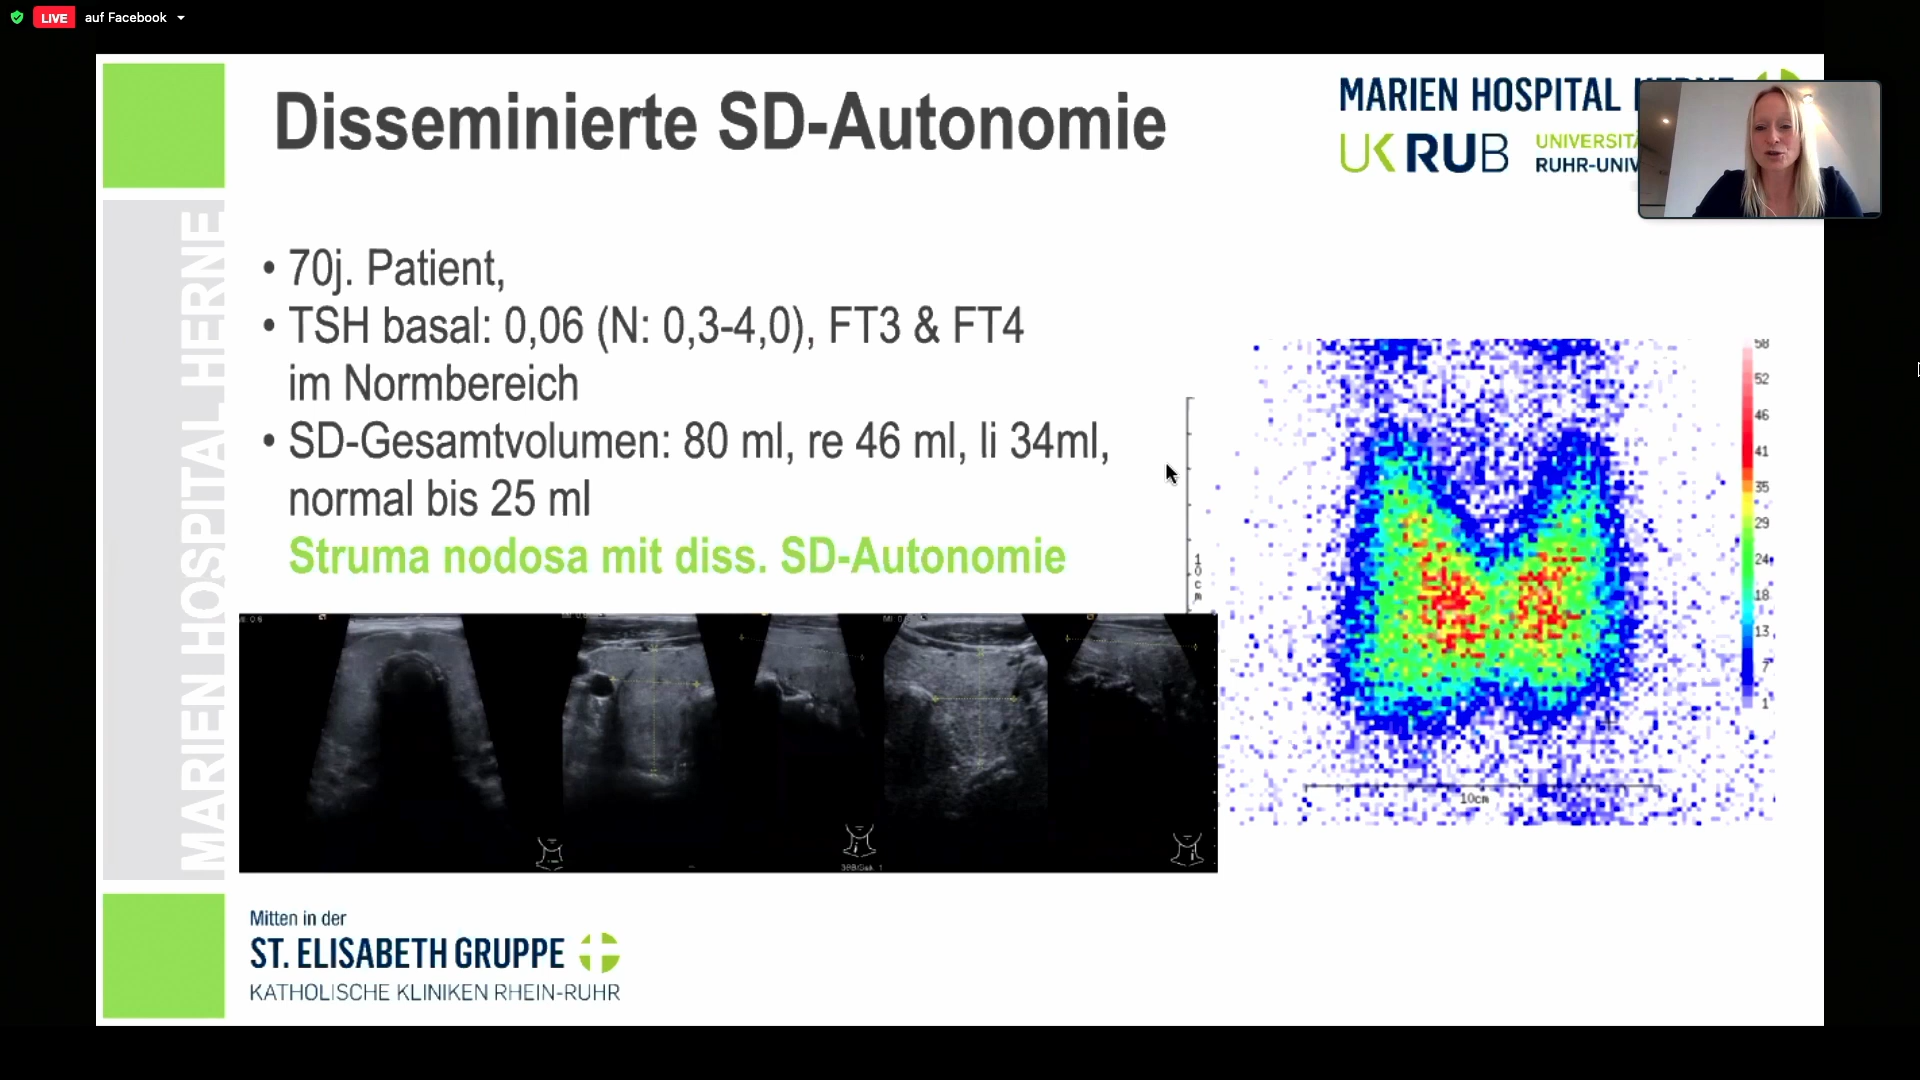 LIVE auf Facebook
Disseminierte SD-Autonomie
MARIEN HOSPITAL
UK RUB
RUHR-UNIV
MARIEN HOSPITAL HERNE
• 70j. Patient,
• TSH basal: 0,06 (N: 0,3-4,0), FT3 & FT4
im Normbereich
• SD-Gesamtvolumen: 80 ml, re 46 ml, li 34ml,
normal bis 25 ml
Struma nodosa mit diss. SD-Autonomie
10cm
58
52
46
41
35
29
24
18
13
7
1
10cm
Mitten in der
ST. ELISABETH GRUPPE
KATHOLISCHE KLINIKEN RHEIN-RUHR